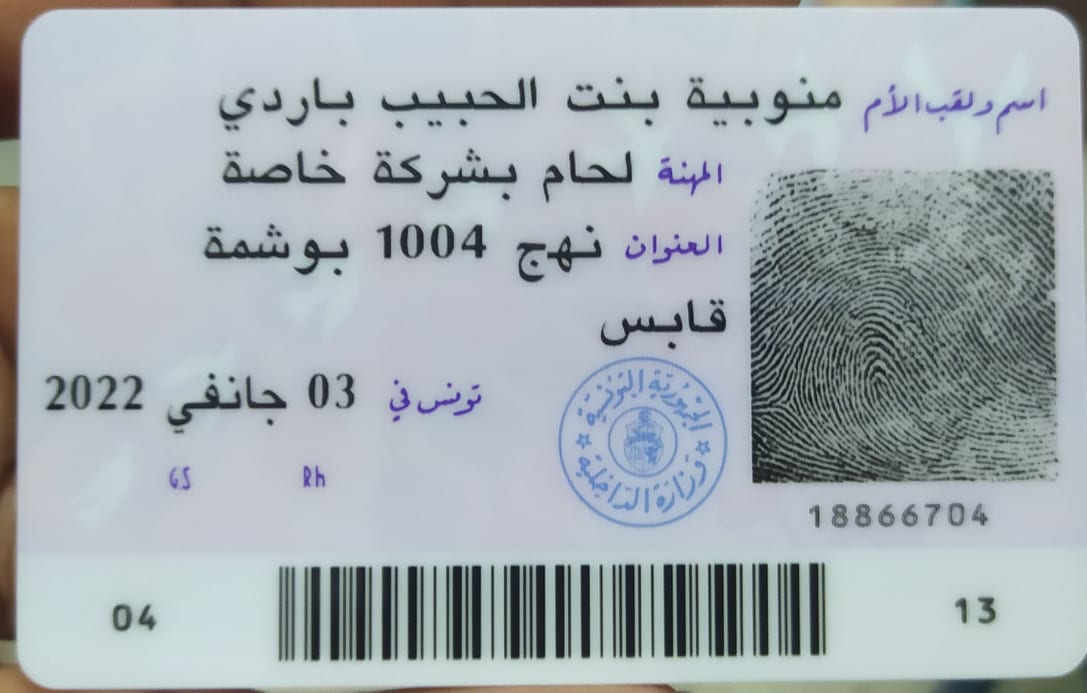 اسم ولقب الأم منوبية بنت الحبيب باردي
المهنة لحام بشركة خاصة
العنوان نهج 1004 بوشمة
قابس
تونس في 03 جانفي 2022
الجمهورية التونسية
وزارة الداخلية
Rh GS
18866704
13
04